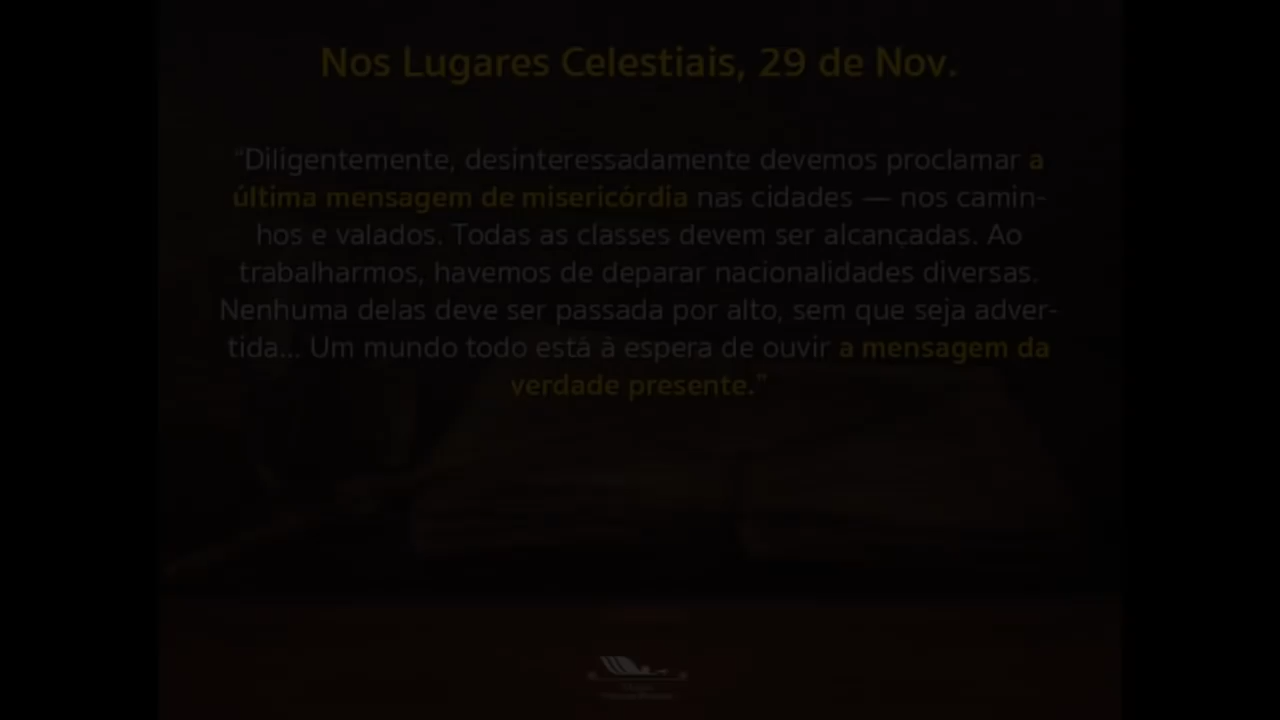 Nos Lugares Celestiais, 29 de Nov.
“Diligentemente, desinteressadamente devemos proclamar a
última mensagem de misericórdia nas cidades — nos camin-
hos e valados. Todas as classes devem ser alcançadas. Ao
trabalharmos, havemos de deparar nacionalidades diversas.
Nenhuma delas deve ser passada por alto, sem que seja adver-
tida... Um mundo todo está à espera de ouvir a mensagem da
verdade presente.”